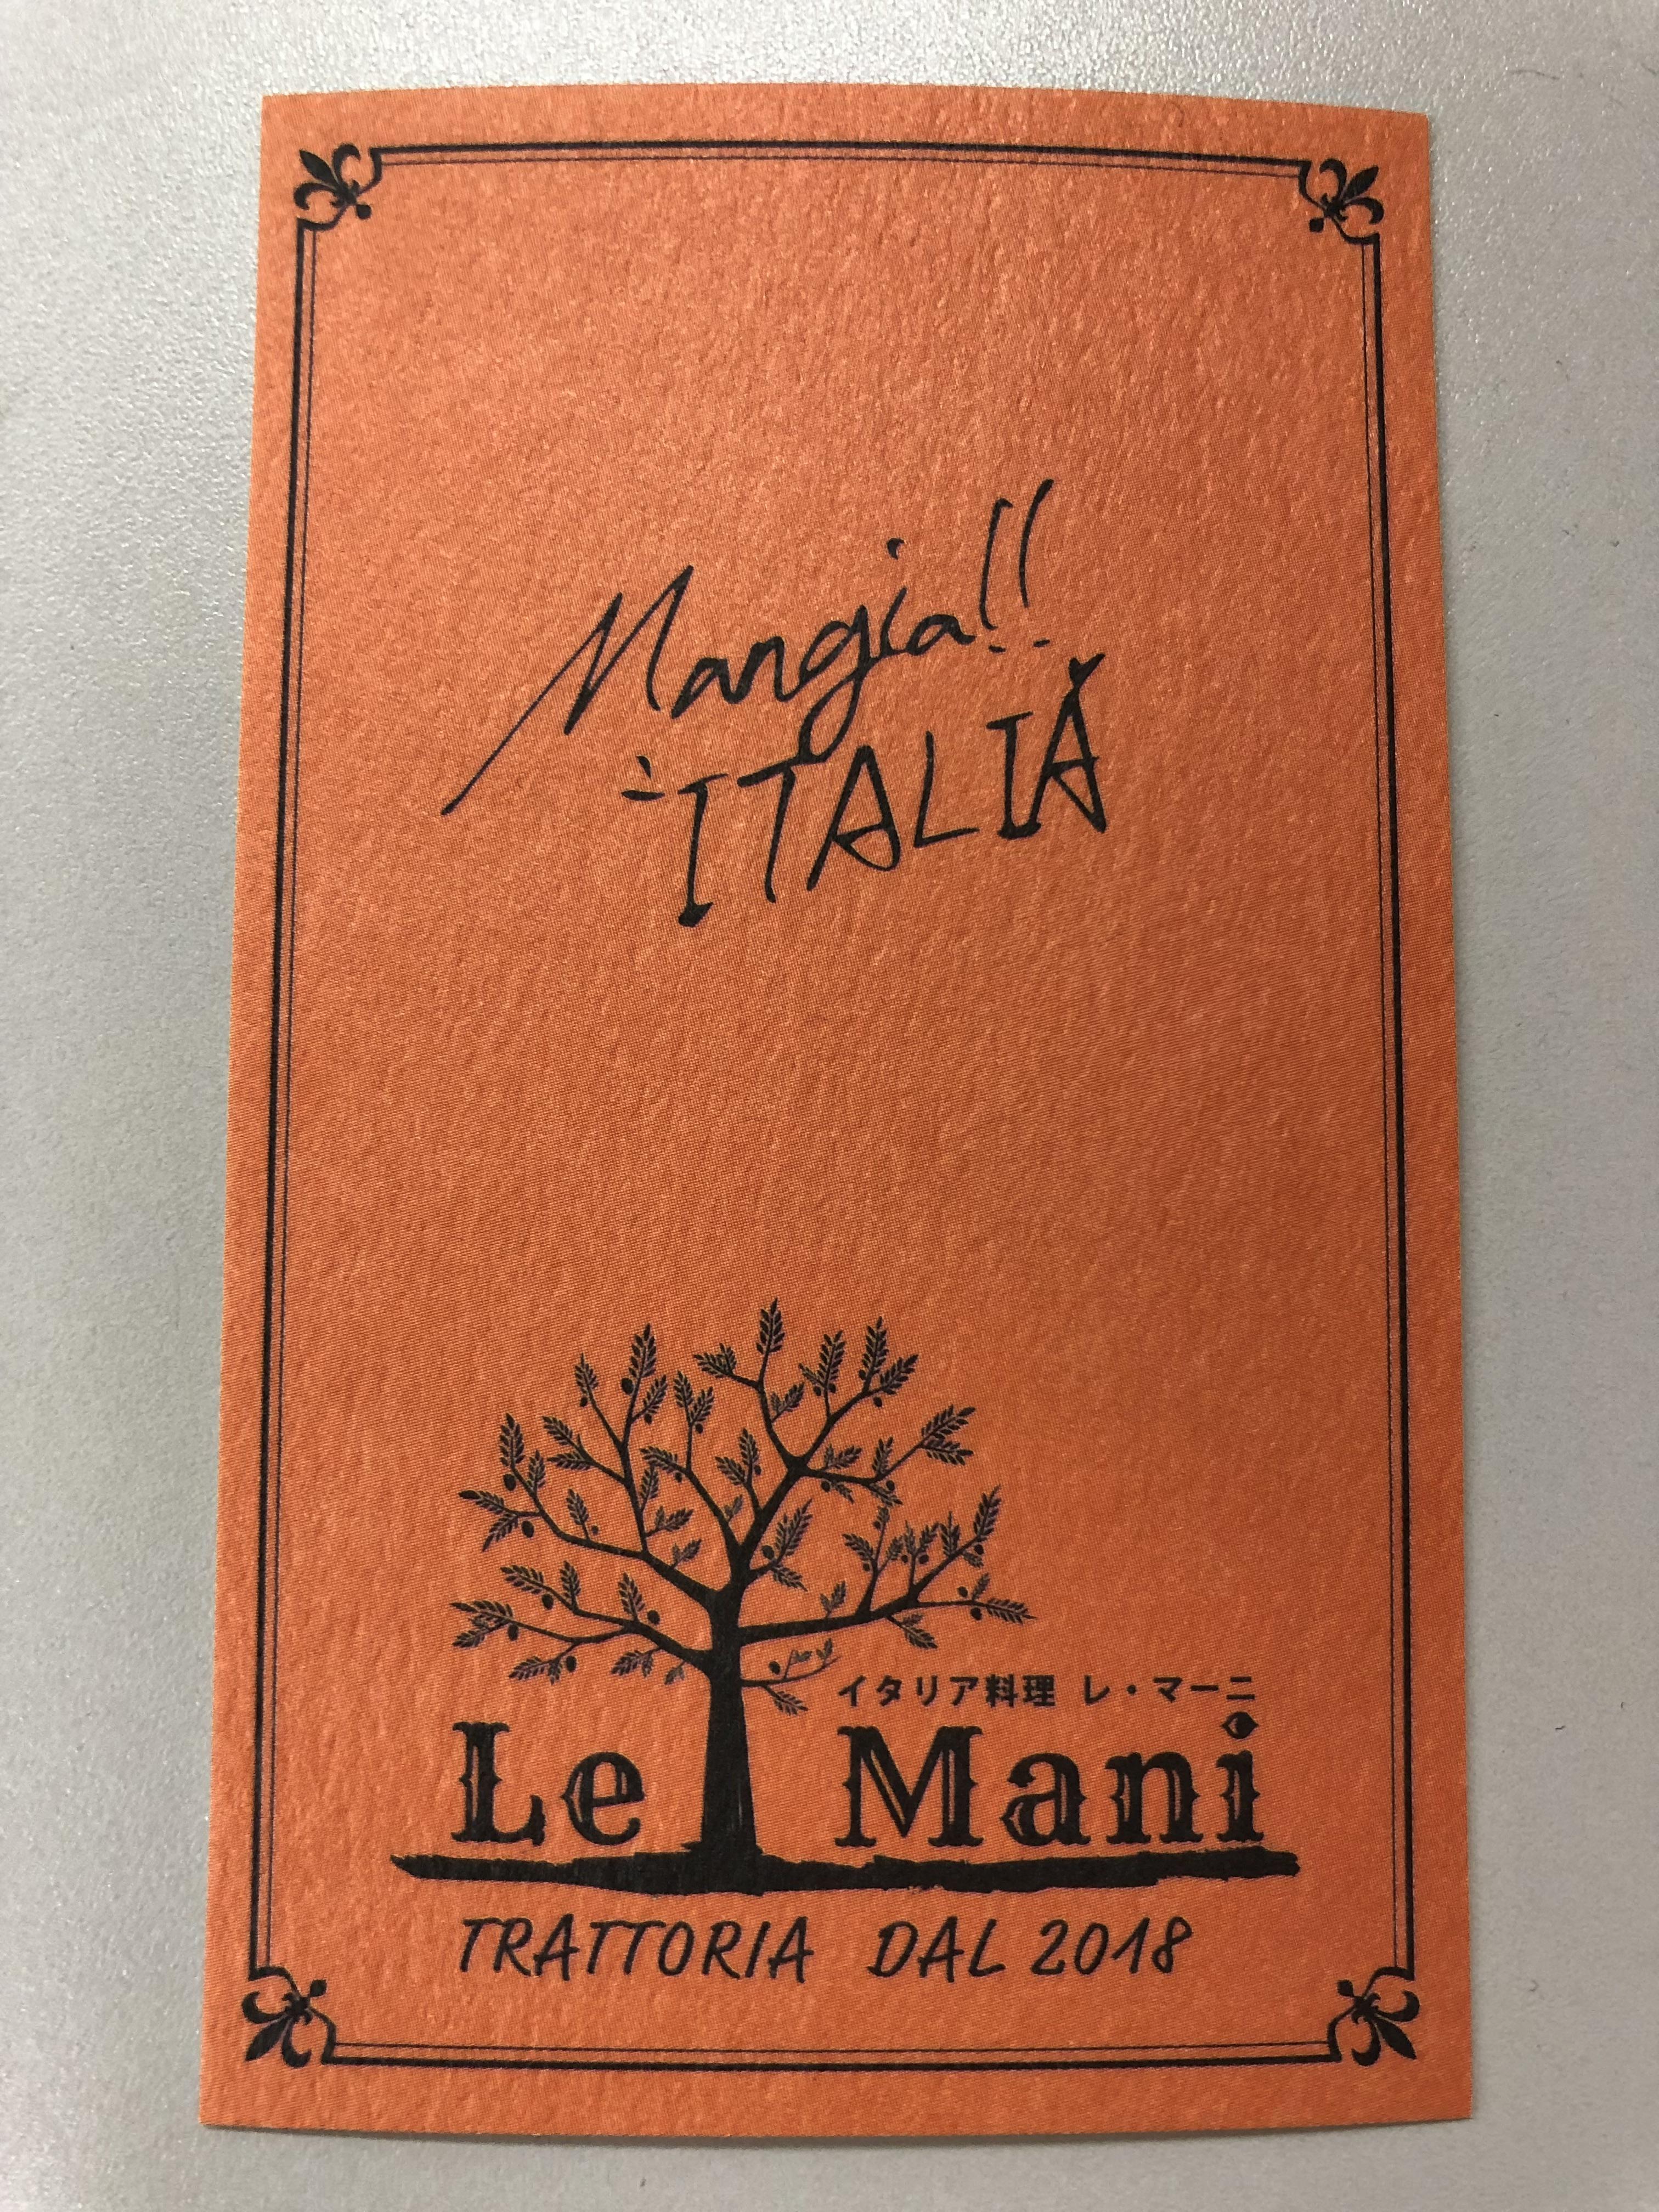 Mangia!!
ITALIA
イタリア料理 レ・マーニ
Le Mani
TRATTORIA DAL 2018